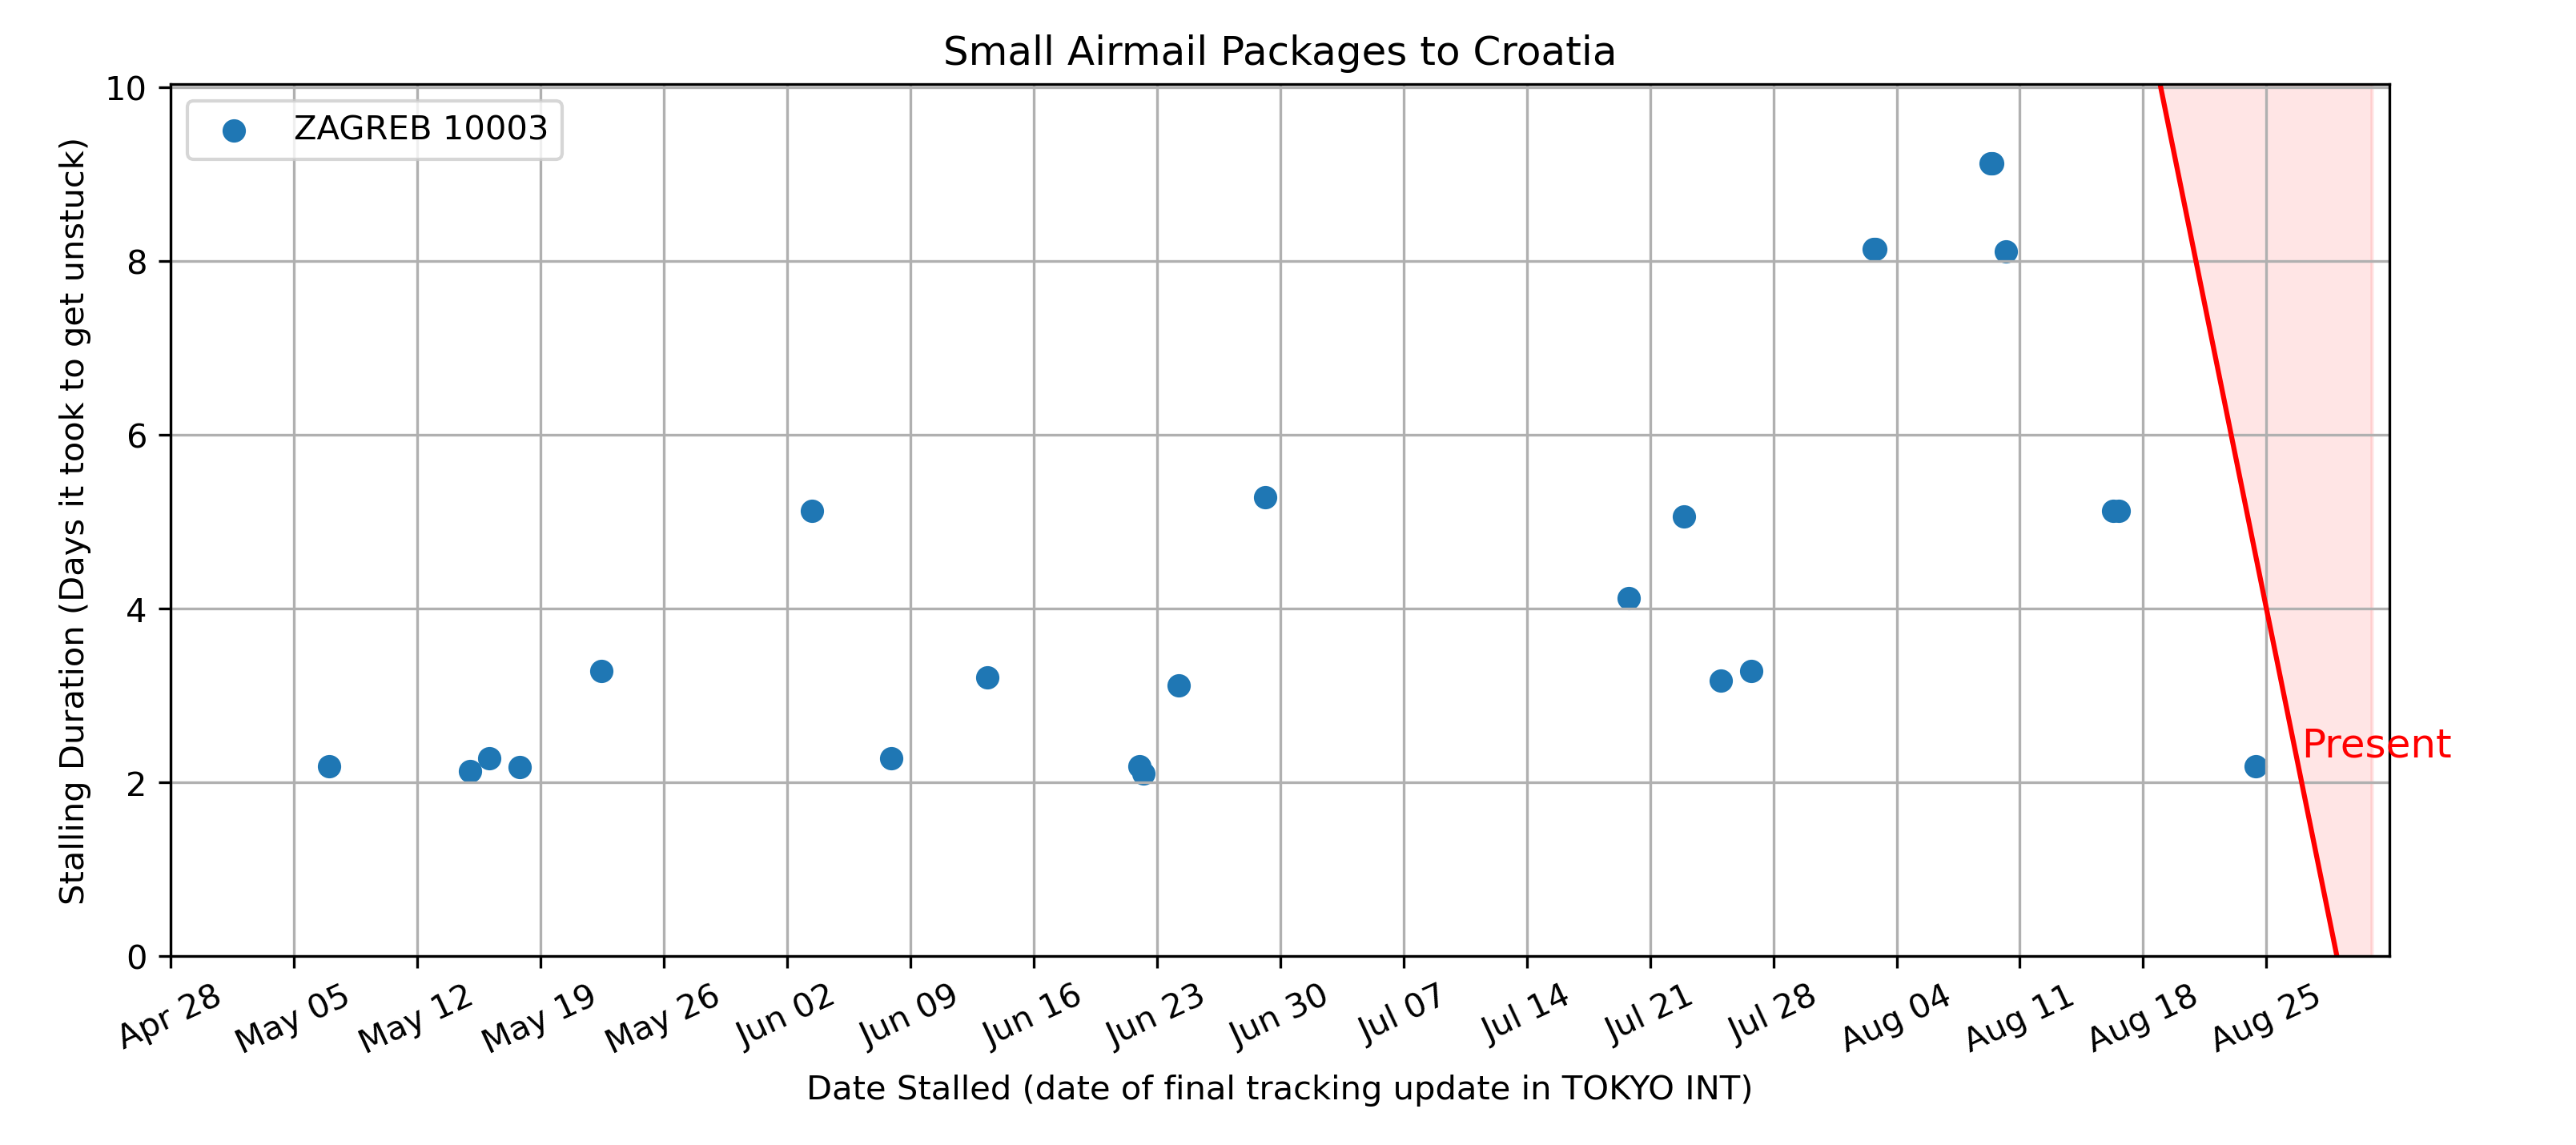 Small Airmail Packages to Croatia
ZAGREB 10003
Stalling Duration (Days it took to get unstuck)
10
8
6
4
2
0
Present
Apr 28
May 05
May 12
May 19
May 26
Jun 02
Jun 09
Jun 16
Jun 23
Jun 30
Jul 07
Jul 14
Jul 21
Jul 28
Aug 04
Aug 11
Aug 18
Aug 25
Date Stalled (date of final tracking update in TOKYO INT)